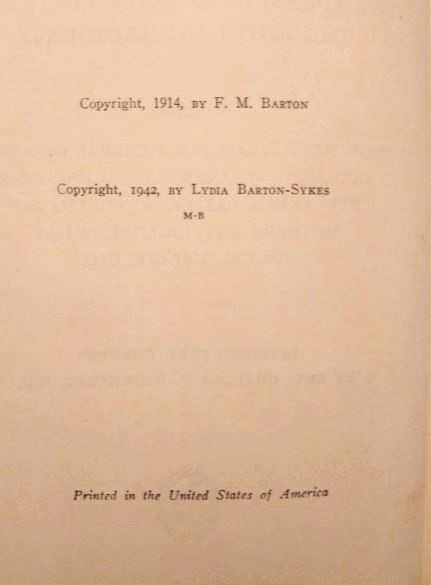 Copyright, 1914, BY F. M. BARTON
Copyright, 1942, BY LYDIA BARTON-SYKES
M-B
Printed in the United States of America